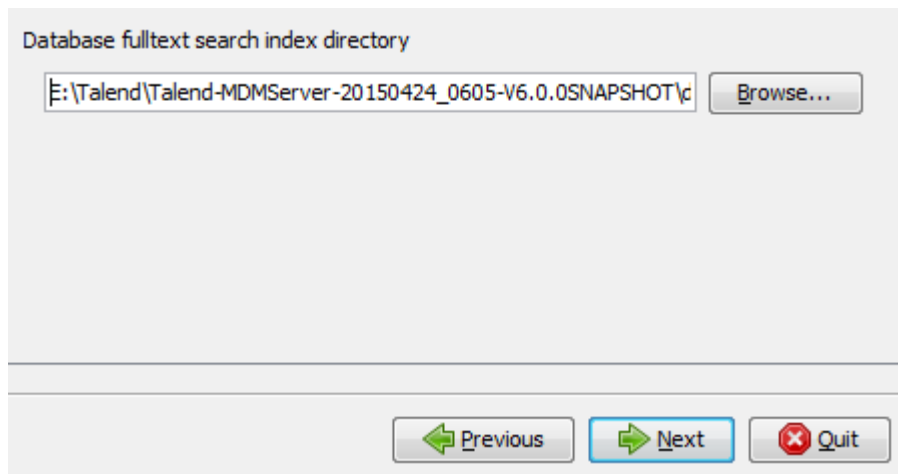 Database fulltext search index directory
E:\Talend\Talend-MDMServer-20150424_0605-V6.0.0SNAPSHOT\d
Browse...
Previous
Next
Quit